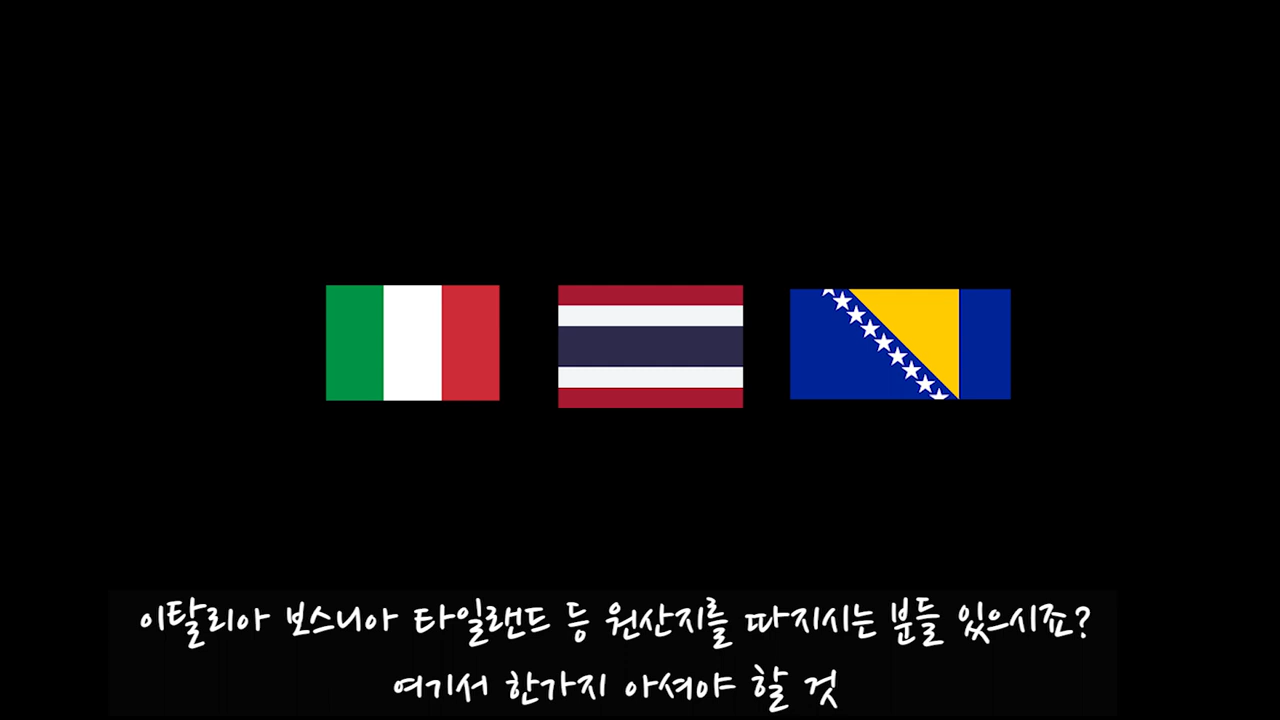 이탈리아 보스니아 타일랜드 등 원산지를 따지시는 분들 있으시죠?
여기서 한가지 아셔야 할 것